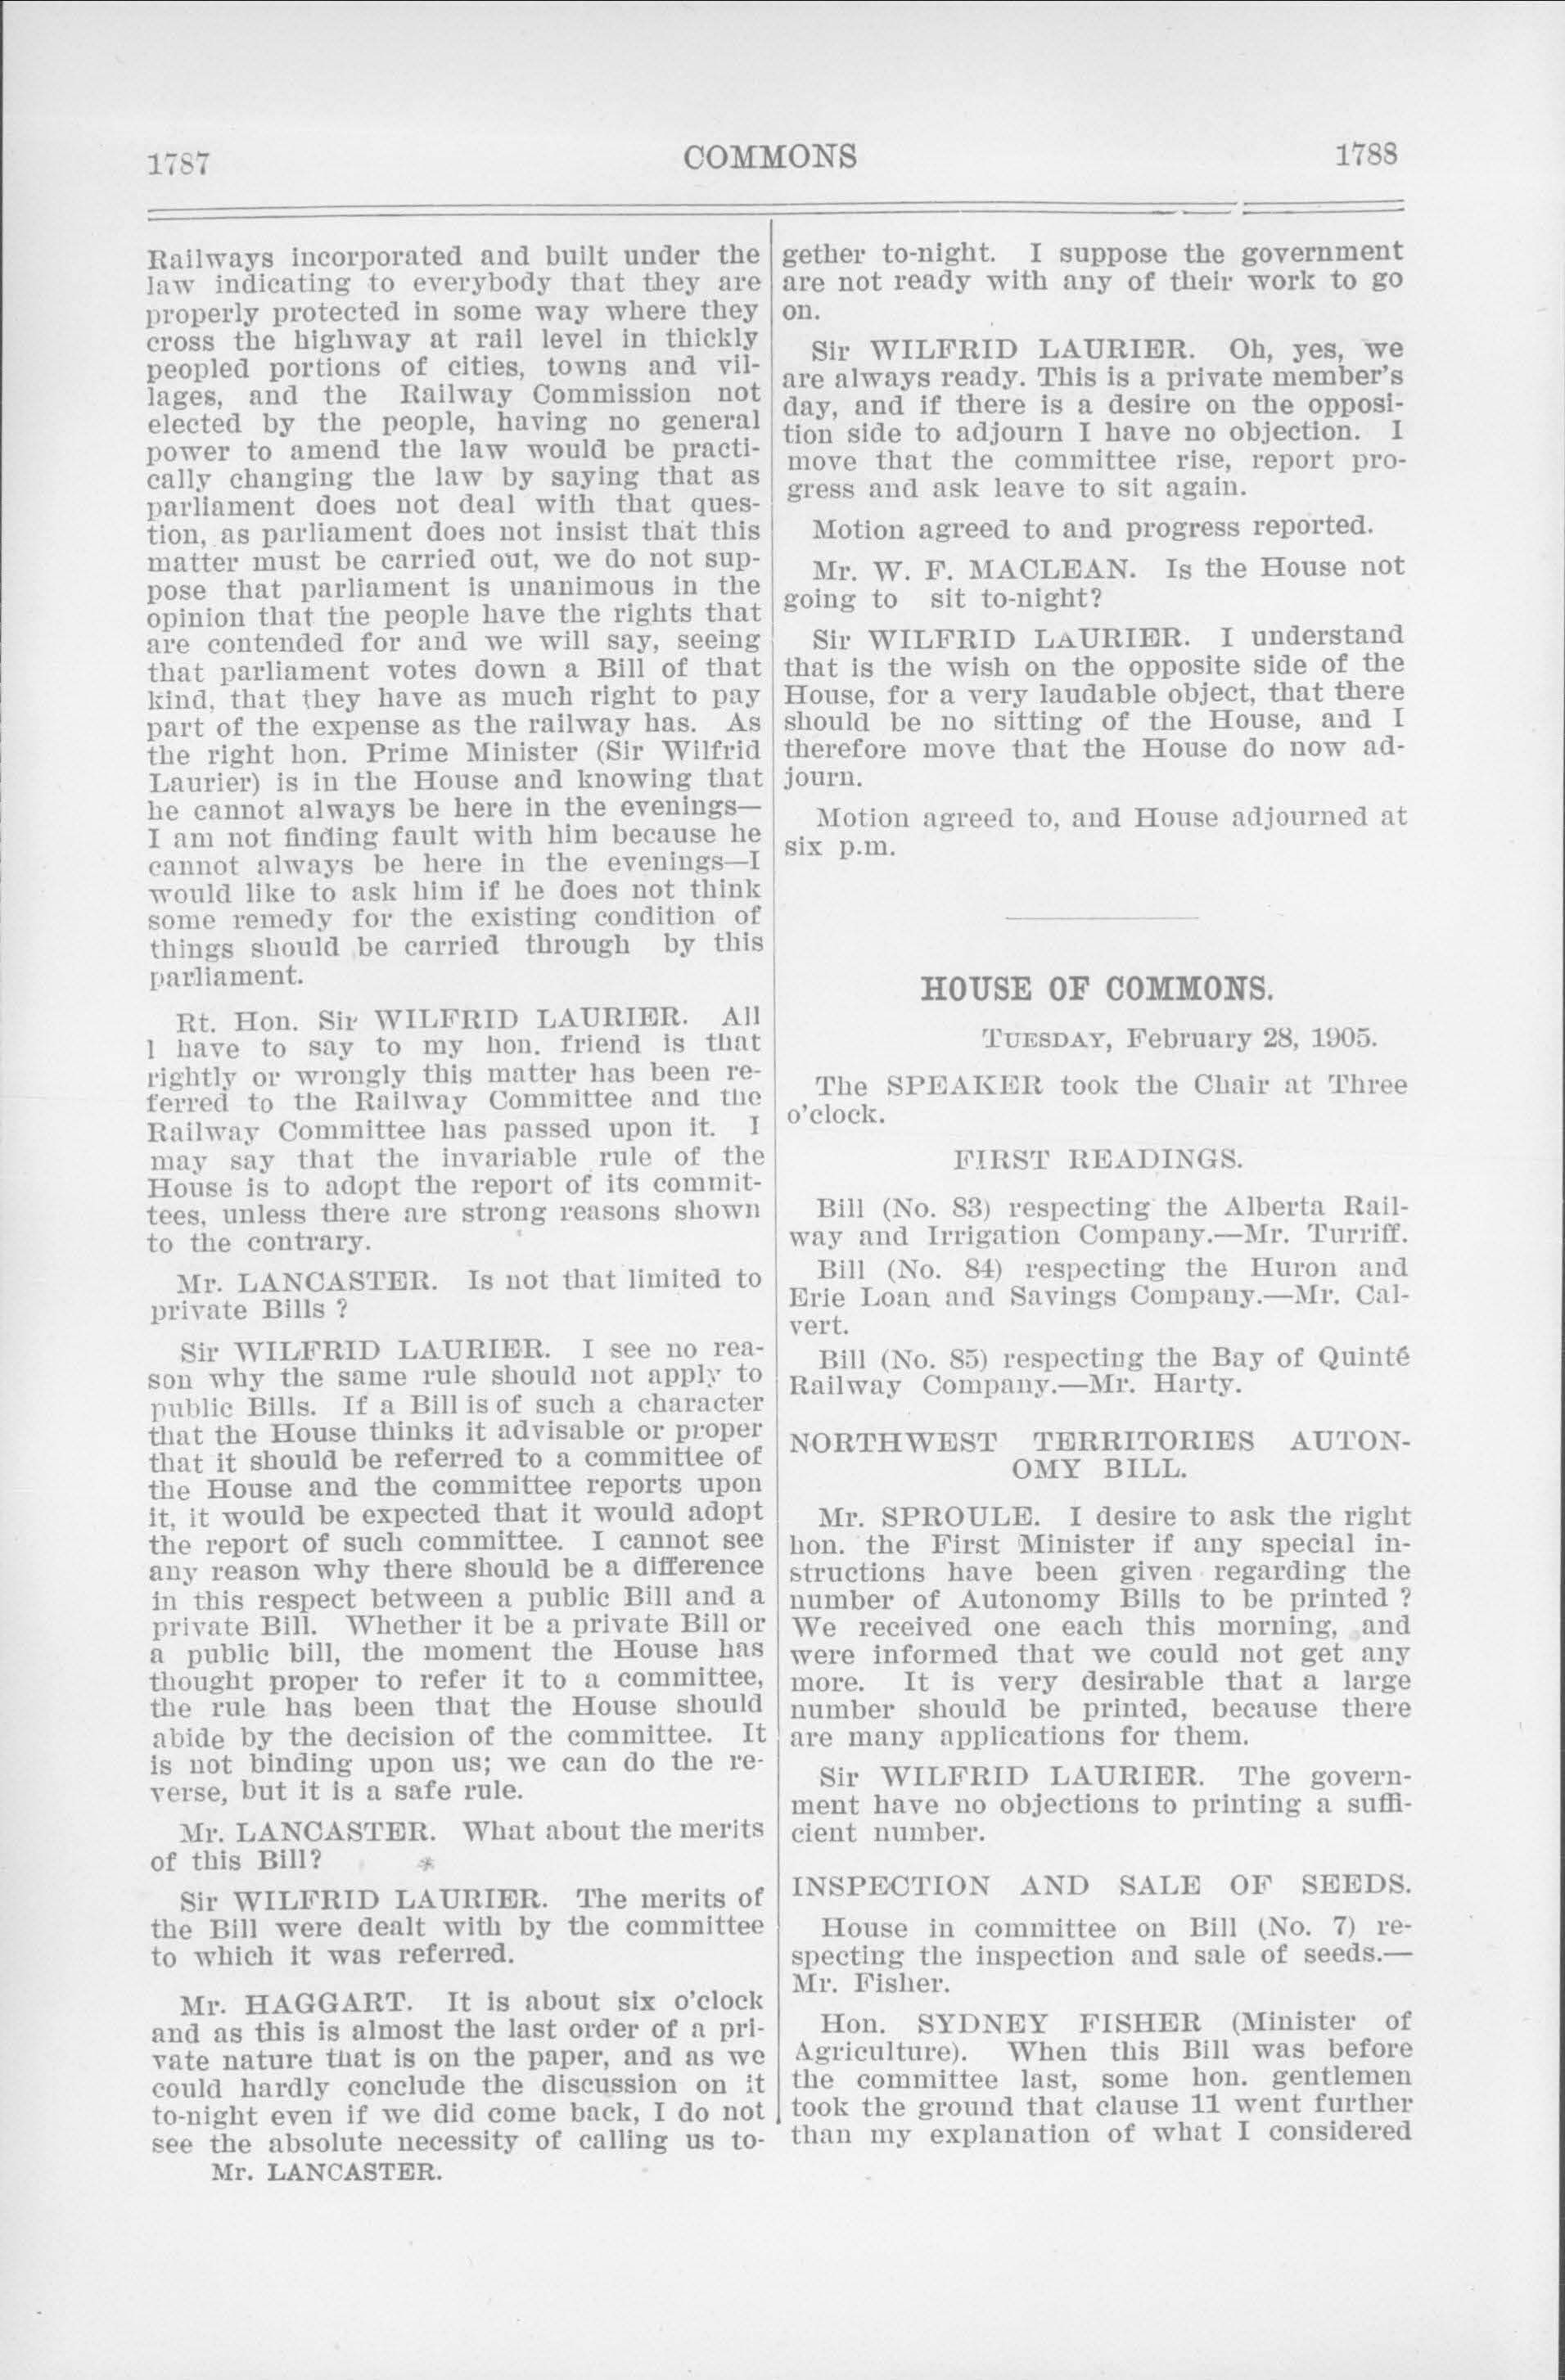 1787
COMMONS
1788
Railways incorporated and built under the
law indicating to everybody that they are
properly protected in some way where they
cross the highway at rail level in thickly
peopled portions of cities, towns and vil-
lages, and the Railway Commission not
elected by the people, having no general
power to amend the law would be practi-
cally changing the law by saying that as
parliament does not deal with that ques-
tion, as parliament does not insist that this
matter must be carried out, we do not sup-
pose that parliament is unanimous in the
opinion that the people have the rights that
are contended for and we will say, seeing
that parliament votes down a Bill of that
kind, that they have as much right to pay
part of the expense as the railway has. As
the right hon. Prime Minister (Sir Wilfrid
Laurier) is in the House and knowing that
he cannot always be here in the evenings—
I am not finding fault with him because he
cannot always be here in the evenings—I
would like to ask him if he does not think
some remedy for the existing condition of
things should be carried through by this
parliament.
Rt. Hon. Sir WILFRID LAURIER. All
I have to say to my hon. friend is that
rightly or wrongly this matter has been re-
ferred to the Railway Committee and the
Railway Committee has passed upon it. I
may say that the invariable rule of the
House is to adopt the report of its commit-
tees, unless there are strong reasons shown
to the contrary.
Mr. LANCASTER. Is not that limited to
private Bills ?
Sir WILFRID LAURIER. I see no rea-
son why the same rule should not apply to
public Bills. If a Bill is of such a character
that the House thinks it advisable or proper
that it should be referred to a committee of
the House and the committee reports upon
it, it would be expected that it would adopt
the report of such committee. I cannot see
any reason why there should be a difference
in this respect between a public Bill and a
private Bill. Whether it be a private Bill or
a public bill, the moment the House has
thought proper to refer it to a committee,
the rule has been that the House should
abide by the decision of the committee. It
is not binding upon us; we can do the re-
verse, but it is a safe rule.
Mr. LANCASTER. What about the merits
of this Bill?
Sir WILFRID LAURIER. The merits of
the Bill were dealt with by the committee
to which it was referred.
Mr. HAGGART. It is about six o'clock
and as this is almost the last order of a pri-
vate nature that is on the paper, and as we
could hardly conclude the discussion on it
to-night even if we did come back, I do not
see the absolute necessity of calling us to-
Mr. LANCASTER.
gether to-night. I suppose the government
are not ready with any of their work to go
on.
Sir WILFRID LAURIER. Oh, yes, we
are always ready. This is a private member's
day, and if there is a desire on the opposi-
tion side to adjourn I have no objection. I
move that the committee rise, report pro-
gress and ask leave to sit again.
Motion agreed to and progress reported.
Mr. W. F. MACLEAN. Is the House not
going to sit to-night?
Sir WILFRID LAURIER. I understand
that is the wish on the opposite side of the
House, for a very laudable object, that there
should be no sitting of the House, and I
therefore move that the House do now ad-
journ.
Motion agreed to, and House adjourned at
six p.m.
HOUSE OF COMMONS.
TUESDAY, February 28, 1905.
The SPEAKER took the Chair at Three
o'clock.
FIRST READINGS.
Bill (No. 83) respecting the Alberta Rail-
way and Irrigation Company.—Mr. Turriff.
Bill (No. 84) respecting the Huron and
Erie Loan and Savings Company.—Mr. Cal-
vert.
Bill (No. 85) respecting the Bay of Quinté
Railway Company.—Mr. Harty.
NORTHWEST TERRITORIES AUTON-
OMY BILL.
Mr. SPROULE. I desire to ask the right
hon. the First Minister if any special in-
structions have been given regarding the
number of Autonomy Bills to be printed ?
We received one each this morning, and
were informed that we could not get any
more. It is very desirable that a large
number should be printed, because there
are many applications for them.
Sir WILFRID LAURIER. The govern-
ment have no objections to printing a suffi-
cient number.
INSPECTION AND SALE OF SEEDS.
House in committee on Bill (No. 7) re-
specting the inspection and sale of seeds.—
Mr. Fisher.
Hon. SYDNEY FISHER (Minister of
Agriculture). When this Bill was before
the committee last, some hon. gentlemen
took the ground that clause 11 went further
than my explanation of what I considered